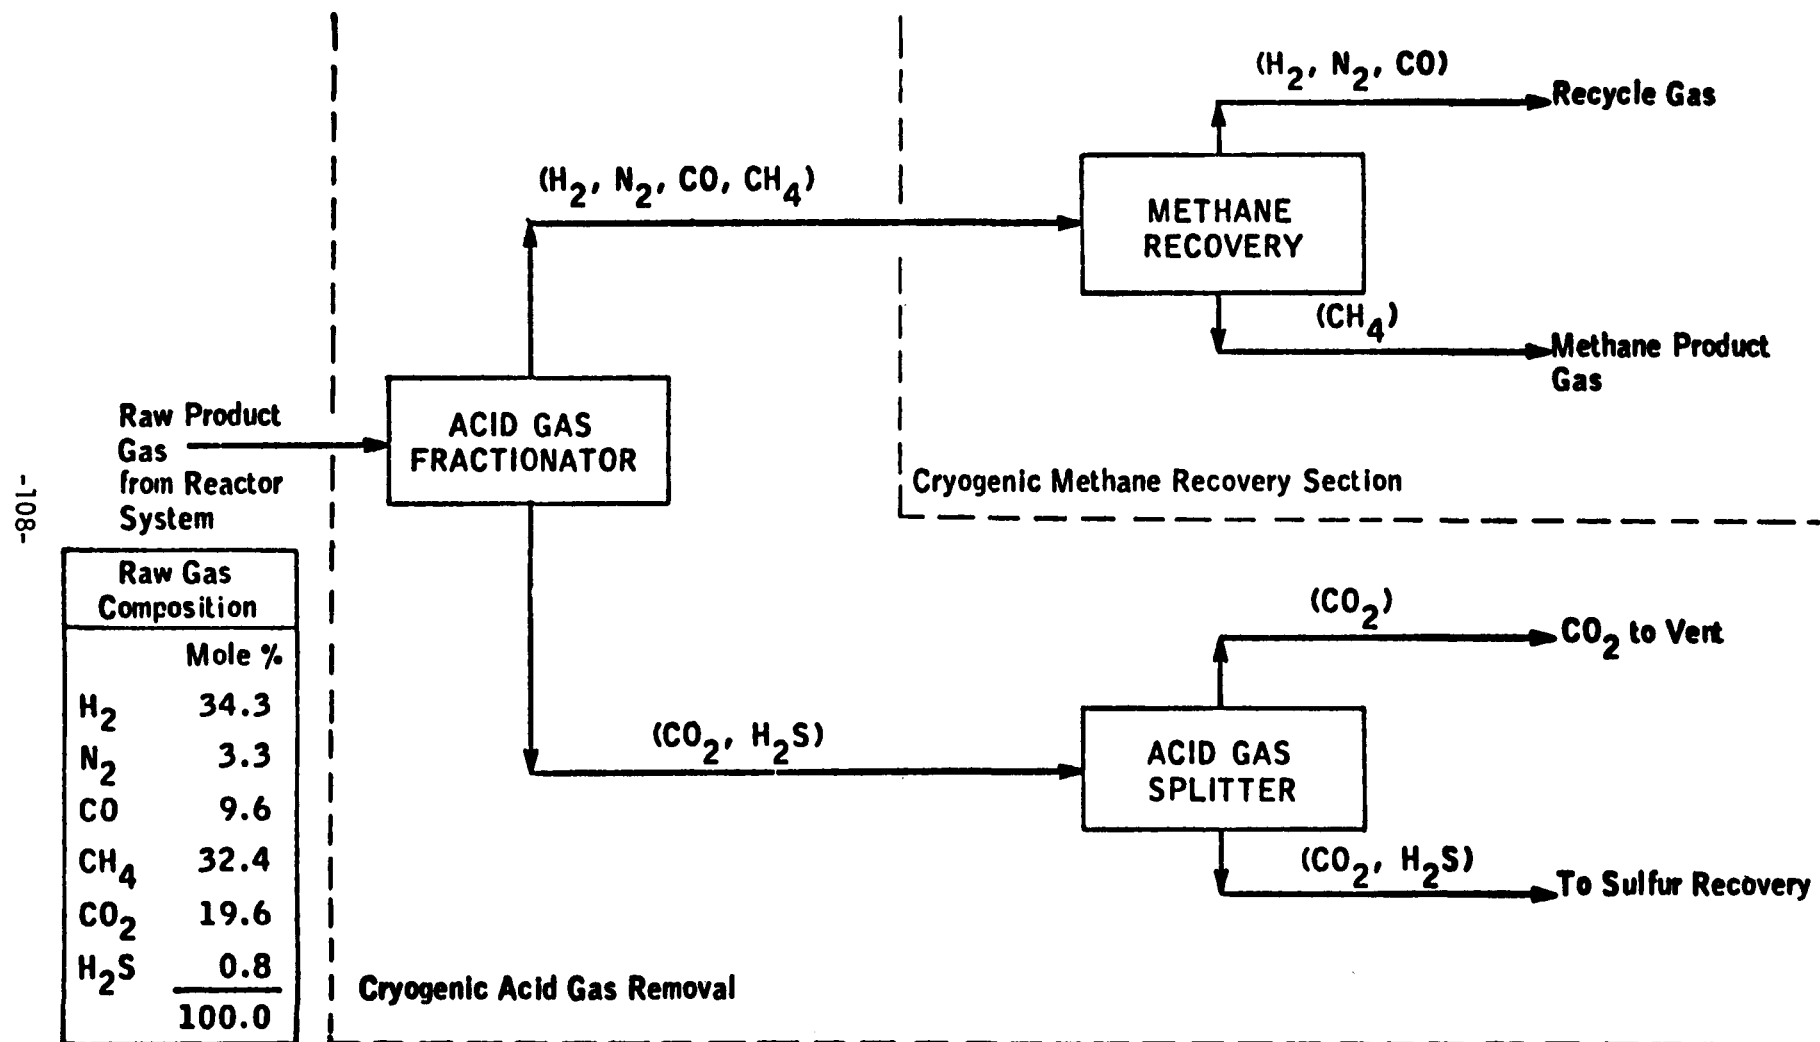 (H2, N2, CO)
Recycle Gas
(H2, N2, CO, CH4)
METHANE
RECOVERY
(CH4)
Methane Product
Gas
Raw Product
Gas
from Reactor
System
ACID GAS
FRACTIONATOR
Cryogenic Methane Recovery Section
-108-
Raw Gas
Composition
Mole %
H2 34.3
N2 3.3
CO 9.6
CH4 32.4
CO2 19.6
H2S 0.8
100.0
(CO2)
CO2 to Vent
(CO2, H2S)
ACID GAS
SPLITTER
(CO2, H2S)
To Sulfur Recovery
Cryogenic Acid Gas Removal